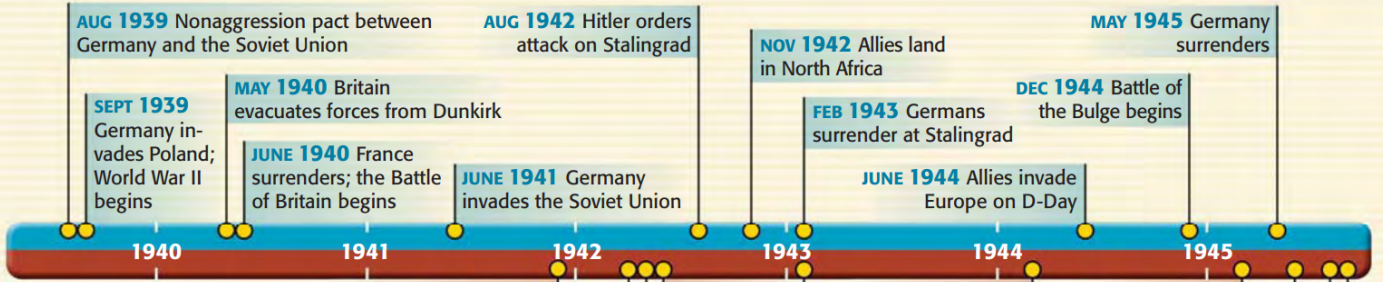 AUG 1939 Nonaggression pact between
Germany and the Soviet Union
SEPT 1939
Germany in-
vades Poland;
World War II
begins
MAY 1940 Britain
evacuates forces from Dunkirk
JUNE 1940 France
surrenders; the Battle
of Britain begins
JUNE 1941 Germany
invades the Soviet Union
AUG 1942 Hitler orders
attack on Stalingrad
NOV 1942 Allies land
in North Africa
FEB 1943 Germans
surrender at Stalingrad
JUNE 1944 Allies invade
Europe on D-Day
DEC 1944 Battle of
the Bulge begins
MAY 1945 Germany
surrenders
1940 1941 1942 1943 1944 1945